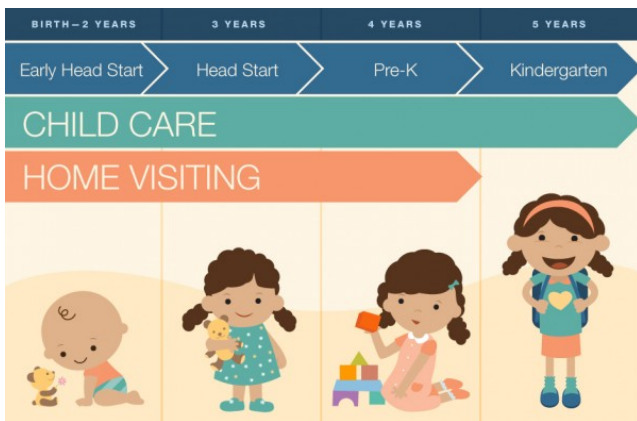 BIRTH—2 YEARS 3 YEARS 4 YEARS 5 YEARS
Early Head Start Head Start Pre-K Kindergarten
CHILD CARE
HOME VISITING